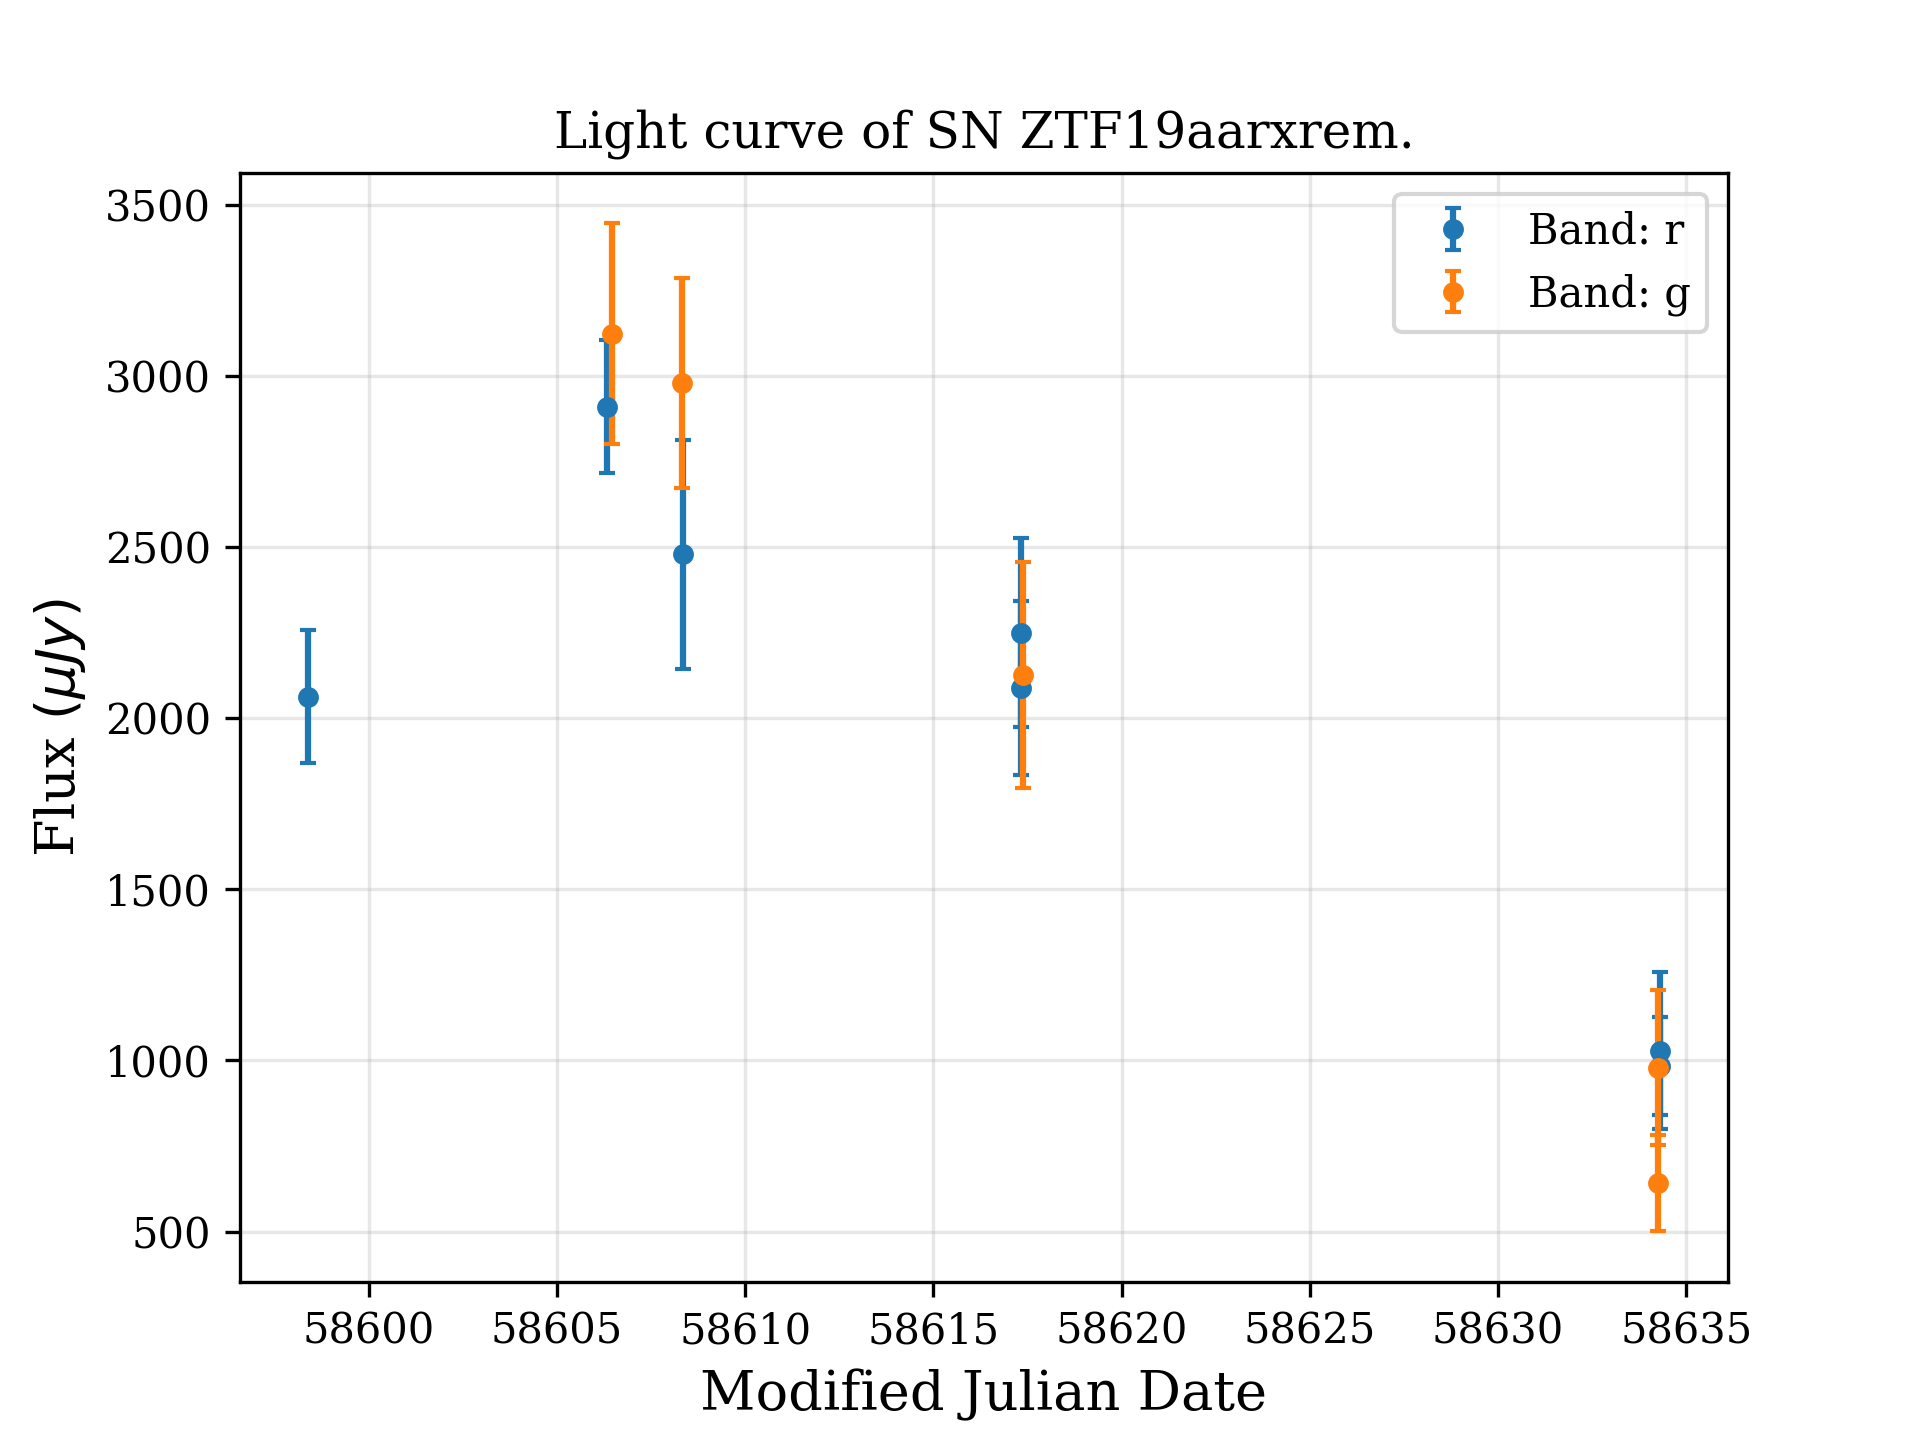 Light curve of SN ZTF19aarxrem.
3500
3000
2500
2000
1500
1000
500
Flux (μJy)
Band: r
Band: g
58600 58605 58610 58615 58620 58625 58630 58635
Modified Julian Date